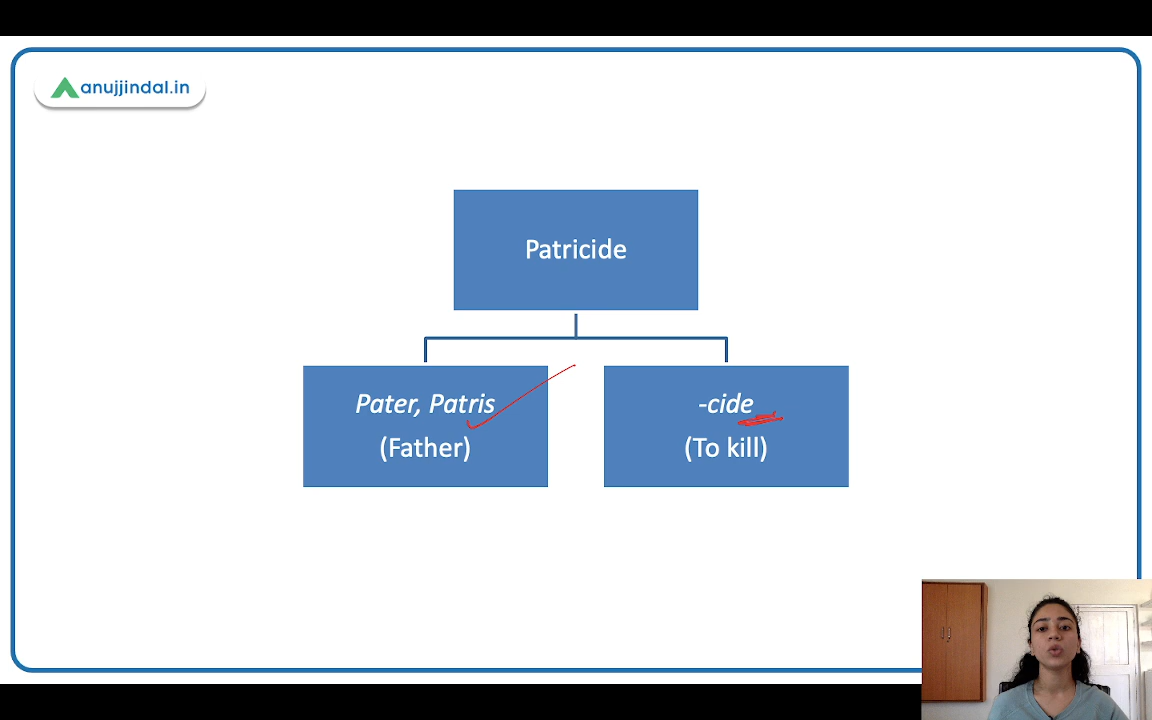 anujjindal.in
Patricide
Pater, Patris
(Father)
-cide
(To kill)